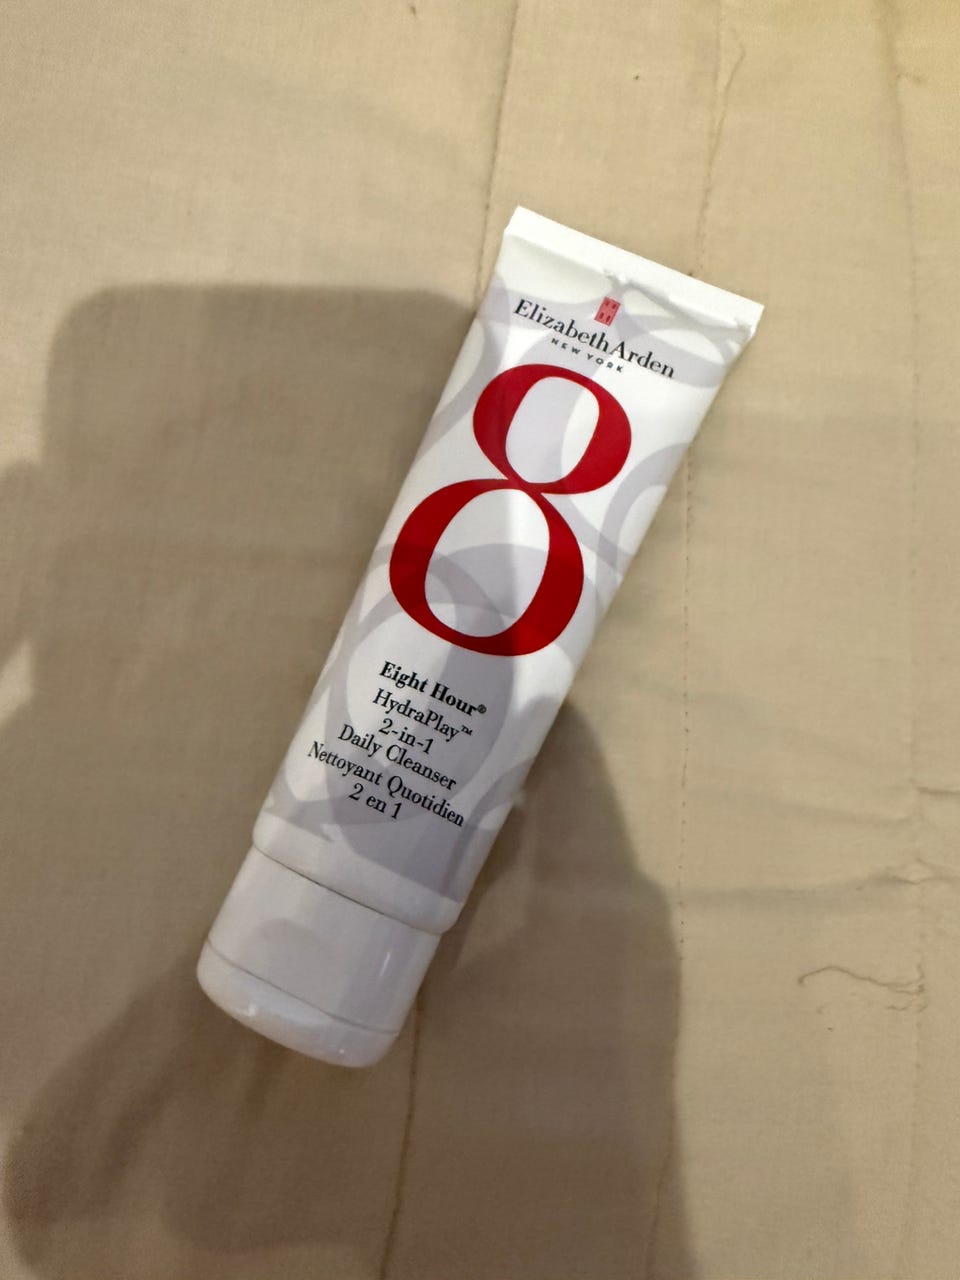 Elizabeth Arden
NEW YORK
8
Eight Hour®
HydraPlay™
2-in-1
Daily Cleanser
Nettoyant Quotidien
2 en 1